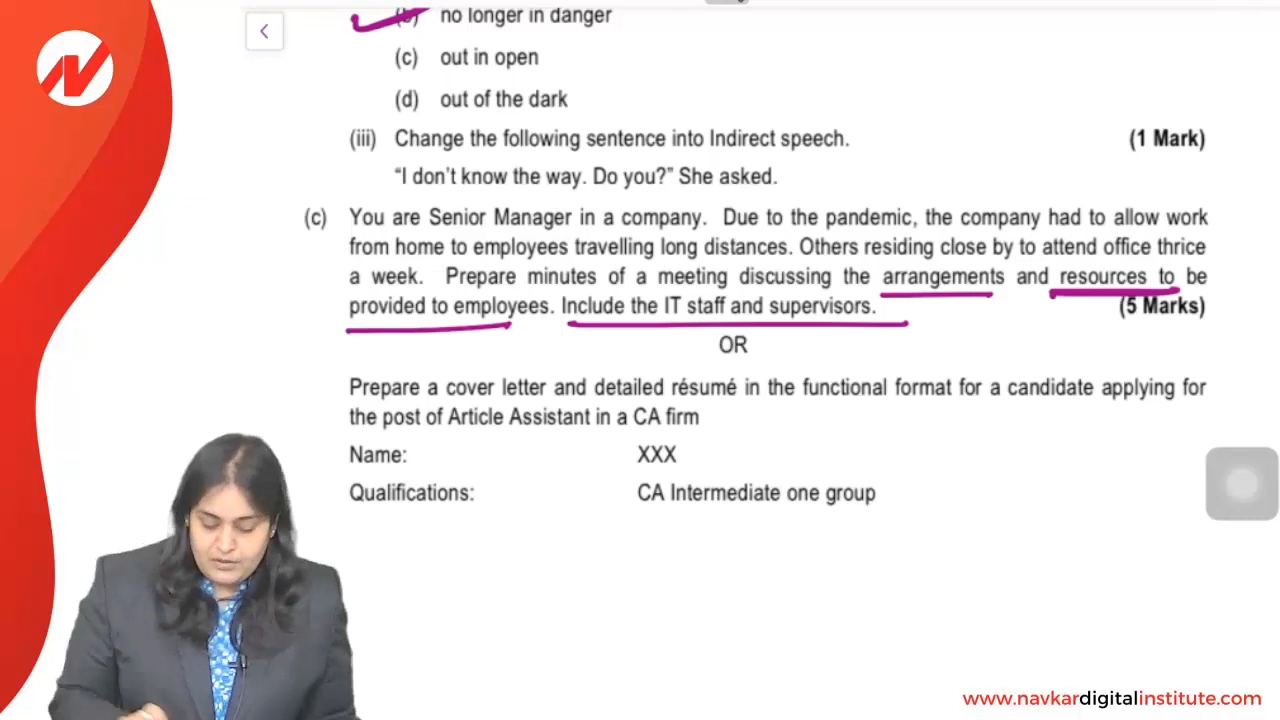 (b) no longer in danger
(c) out in open
(d) out of the dark
(iii) Change the following sentence into Indirect speech. (1 Mark)
“I don’t know the way. Do you?” She asked.
(c) You are Senior Manager in a company. Due to the pandemic, the company had to allow work
from home to employees travelling long distances. Others residing close by to attend office thrice
a week. Prepare minutes of a meeting discussing the arrangements and resources to be
provided to employees. Include the IT staff and supervisors. (5 Marks)
OR
Prepare a cover letter and detailed résumé in the functional format for a candidate applying for
the post of Article Assistant in a CA firm
Name: XXX
Qualifications: CA Intermediate one group
www.navkardigitalinstitute.com